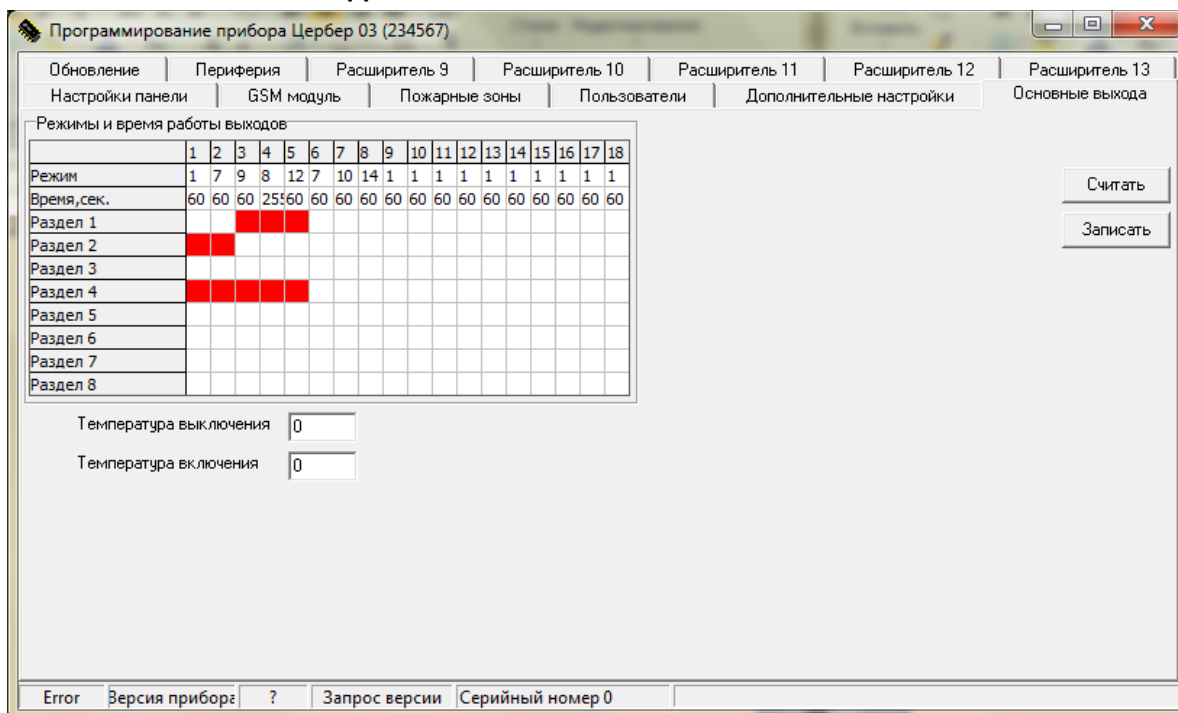 Программирование прибора Цербер 03 (234567)
Обновление Периферия Расширитель 9 Расширитель 10 Расширитель 11 Расширитель 12 Расширитель 13
Настройки панели GSM модуль Пожарные зоны Пользователи Дополнительные настройки Основные выхода
Режимы и время работы выходов
1 2 3 4 5 6 7 8 9 10 11 12 13 14 15 16 17 18
Режим 1 7 9 8 12 7 10 14 1 1 1 1 1 1 1 1 1 1
Время,сек. 60 60 60 255 60 60 60 60 60 60 60 60 60 60 60 60 60 60
Раздел 1
Раздел 2
Раздел 3
Раздел 4
Раздел 5
Раздел 6
Раздел 7
Раздел 8
Считать
Записать
Температура выключения 0
Температура включения 0
Error Версия прибора ? Запрос версии Серийный номер 0